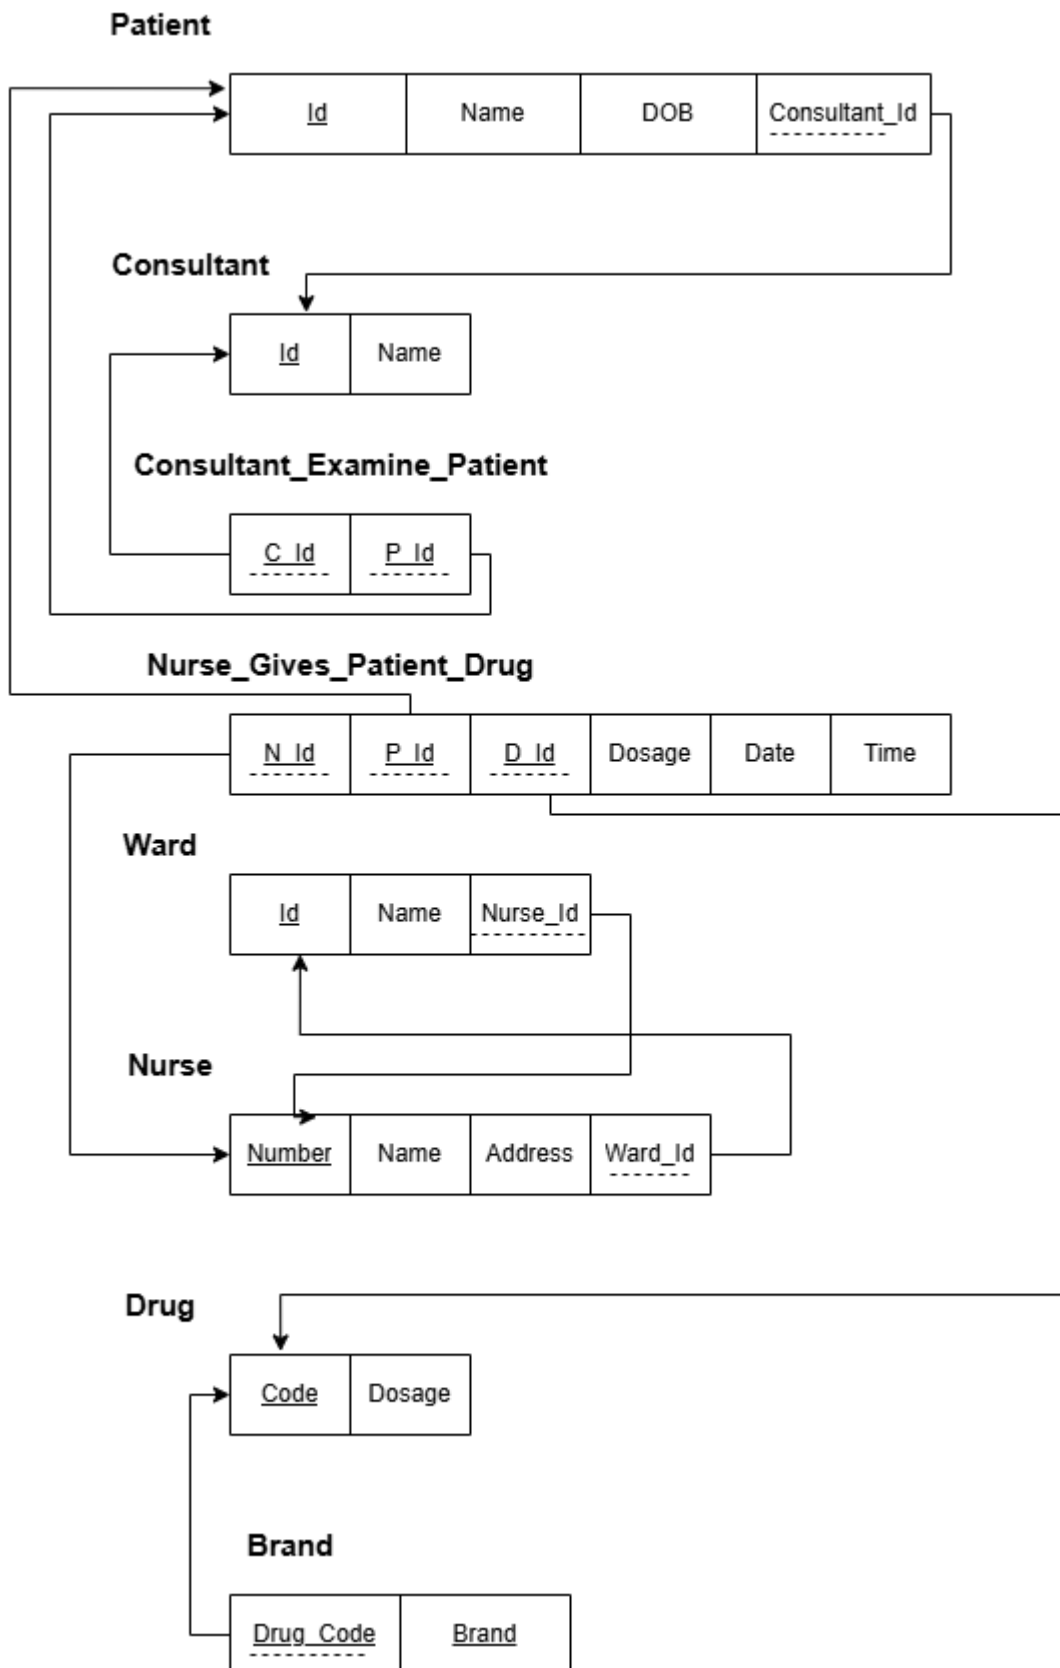 Patient
Id Name DOB Consultant_Id
Consultant
Id Name
Consultant_Examine_Patient
C_Id P_Id
Nurse_Gives_Patient_Drug
N_Id P_Id D_Id Dosage Date Time
Ward
Id Name Nurse_Id
Nurse
Number Name Address Ward_Id
Drug
Code Dosage
Brand
Drug_Code Brand